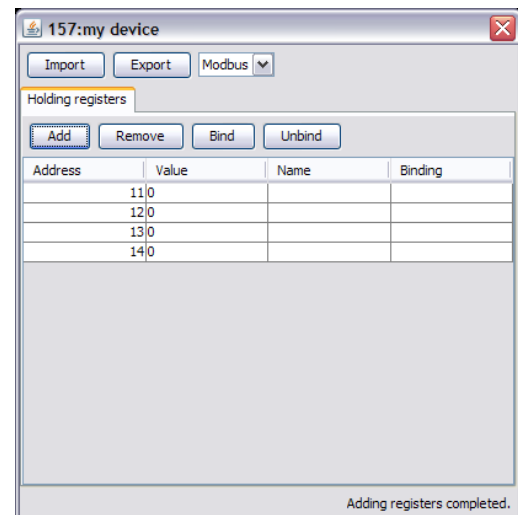 157:my device
Import Export Modbus
Holding registers
Add Remove Bind Unbind
Address Value Name Binding
11 0
12 0
13 0
14 0
Adding registers completed.